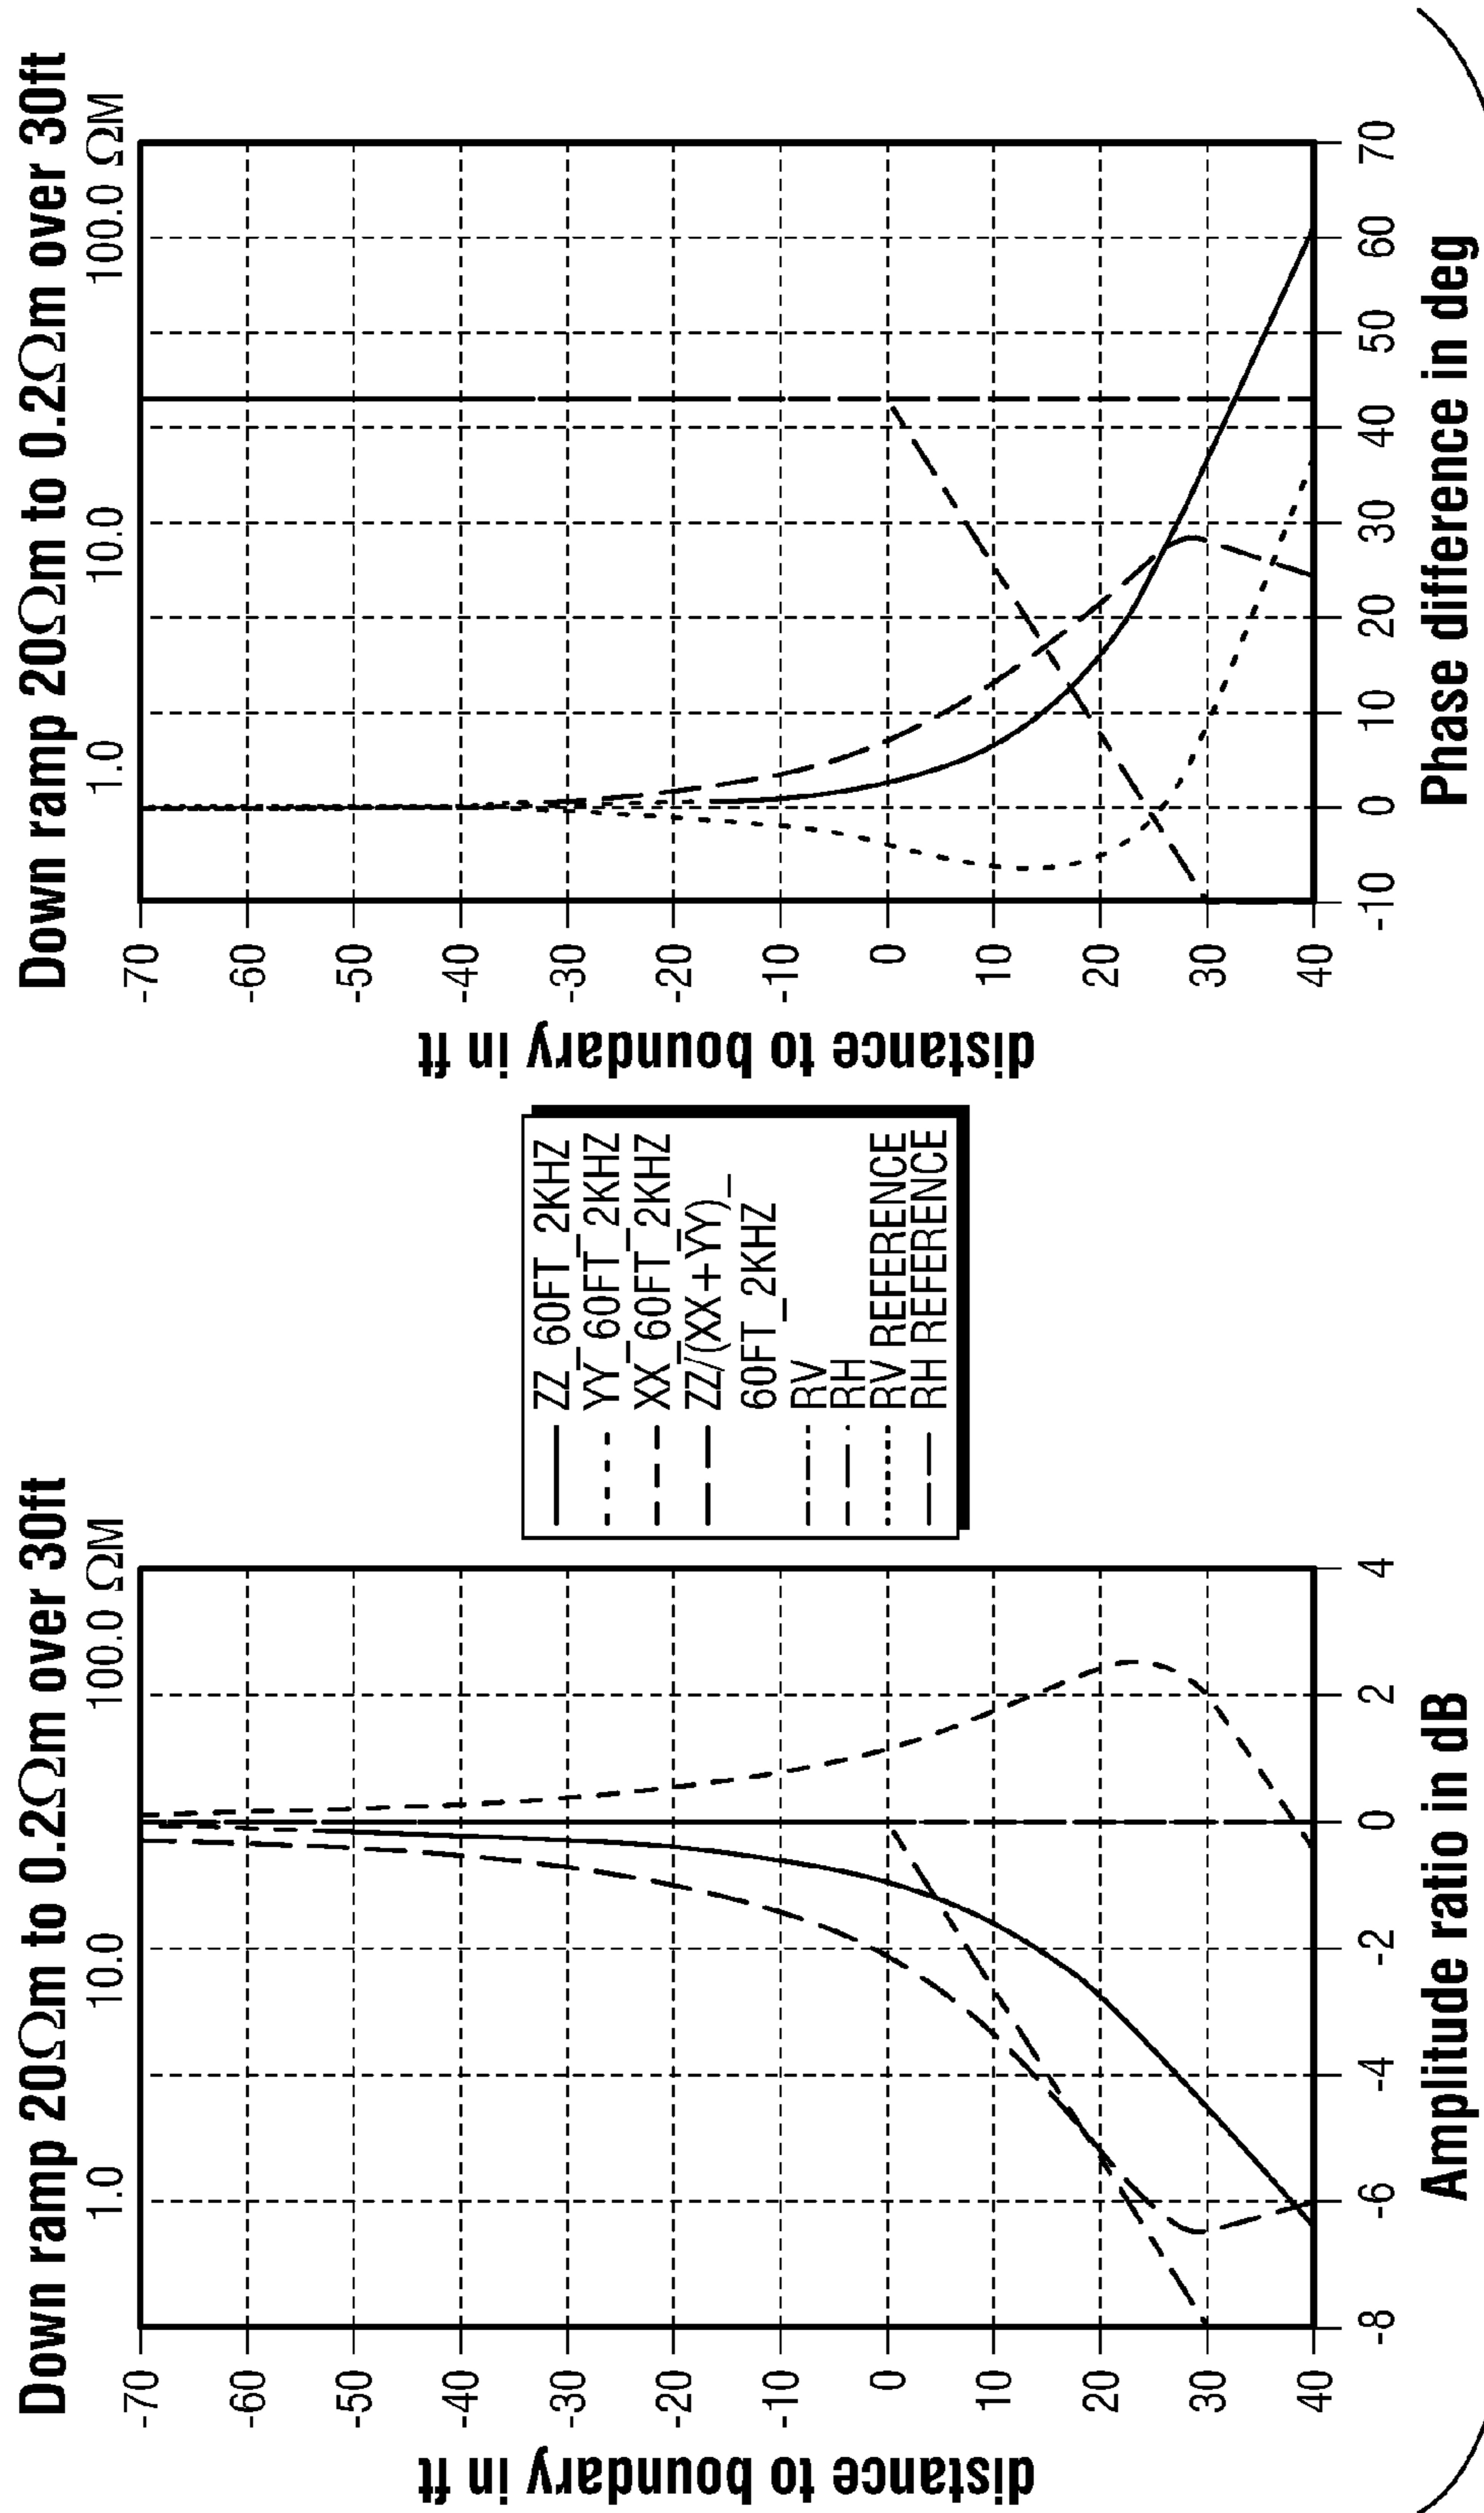 Down ramp 20Ωm to 0.2Ωm over 30ft
1.0 10.0 100.0 ΩM
distance to boundary in ft
-70
-60
-50
-40
-30
-20
-10
0
10
20
30
40
-8 -6 -4 -2 0 2 4
Amplitude ratio in dB
ZZ_60FT_2KHZ
YY_60FT_2KHZ
XX_60FT_2KHZ
ZZ/(XX+YY)_
60FT_2KHZ
RV
RH
RV REFERENCE
RH REFERENCE
Down ramp 20Ωm to 0.2Ωm over 30ft
1.0 10.0 100.0 ΩM
distance to boundary in ft
-70
-60
-50
-40
-30
-20
-10
0
10
20
30
40
-10 0 10 20 30 40 50 60 70
Phase difference in deg